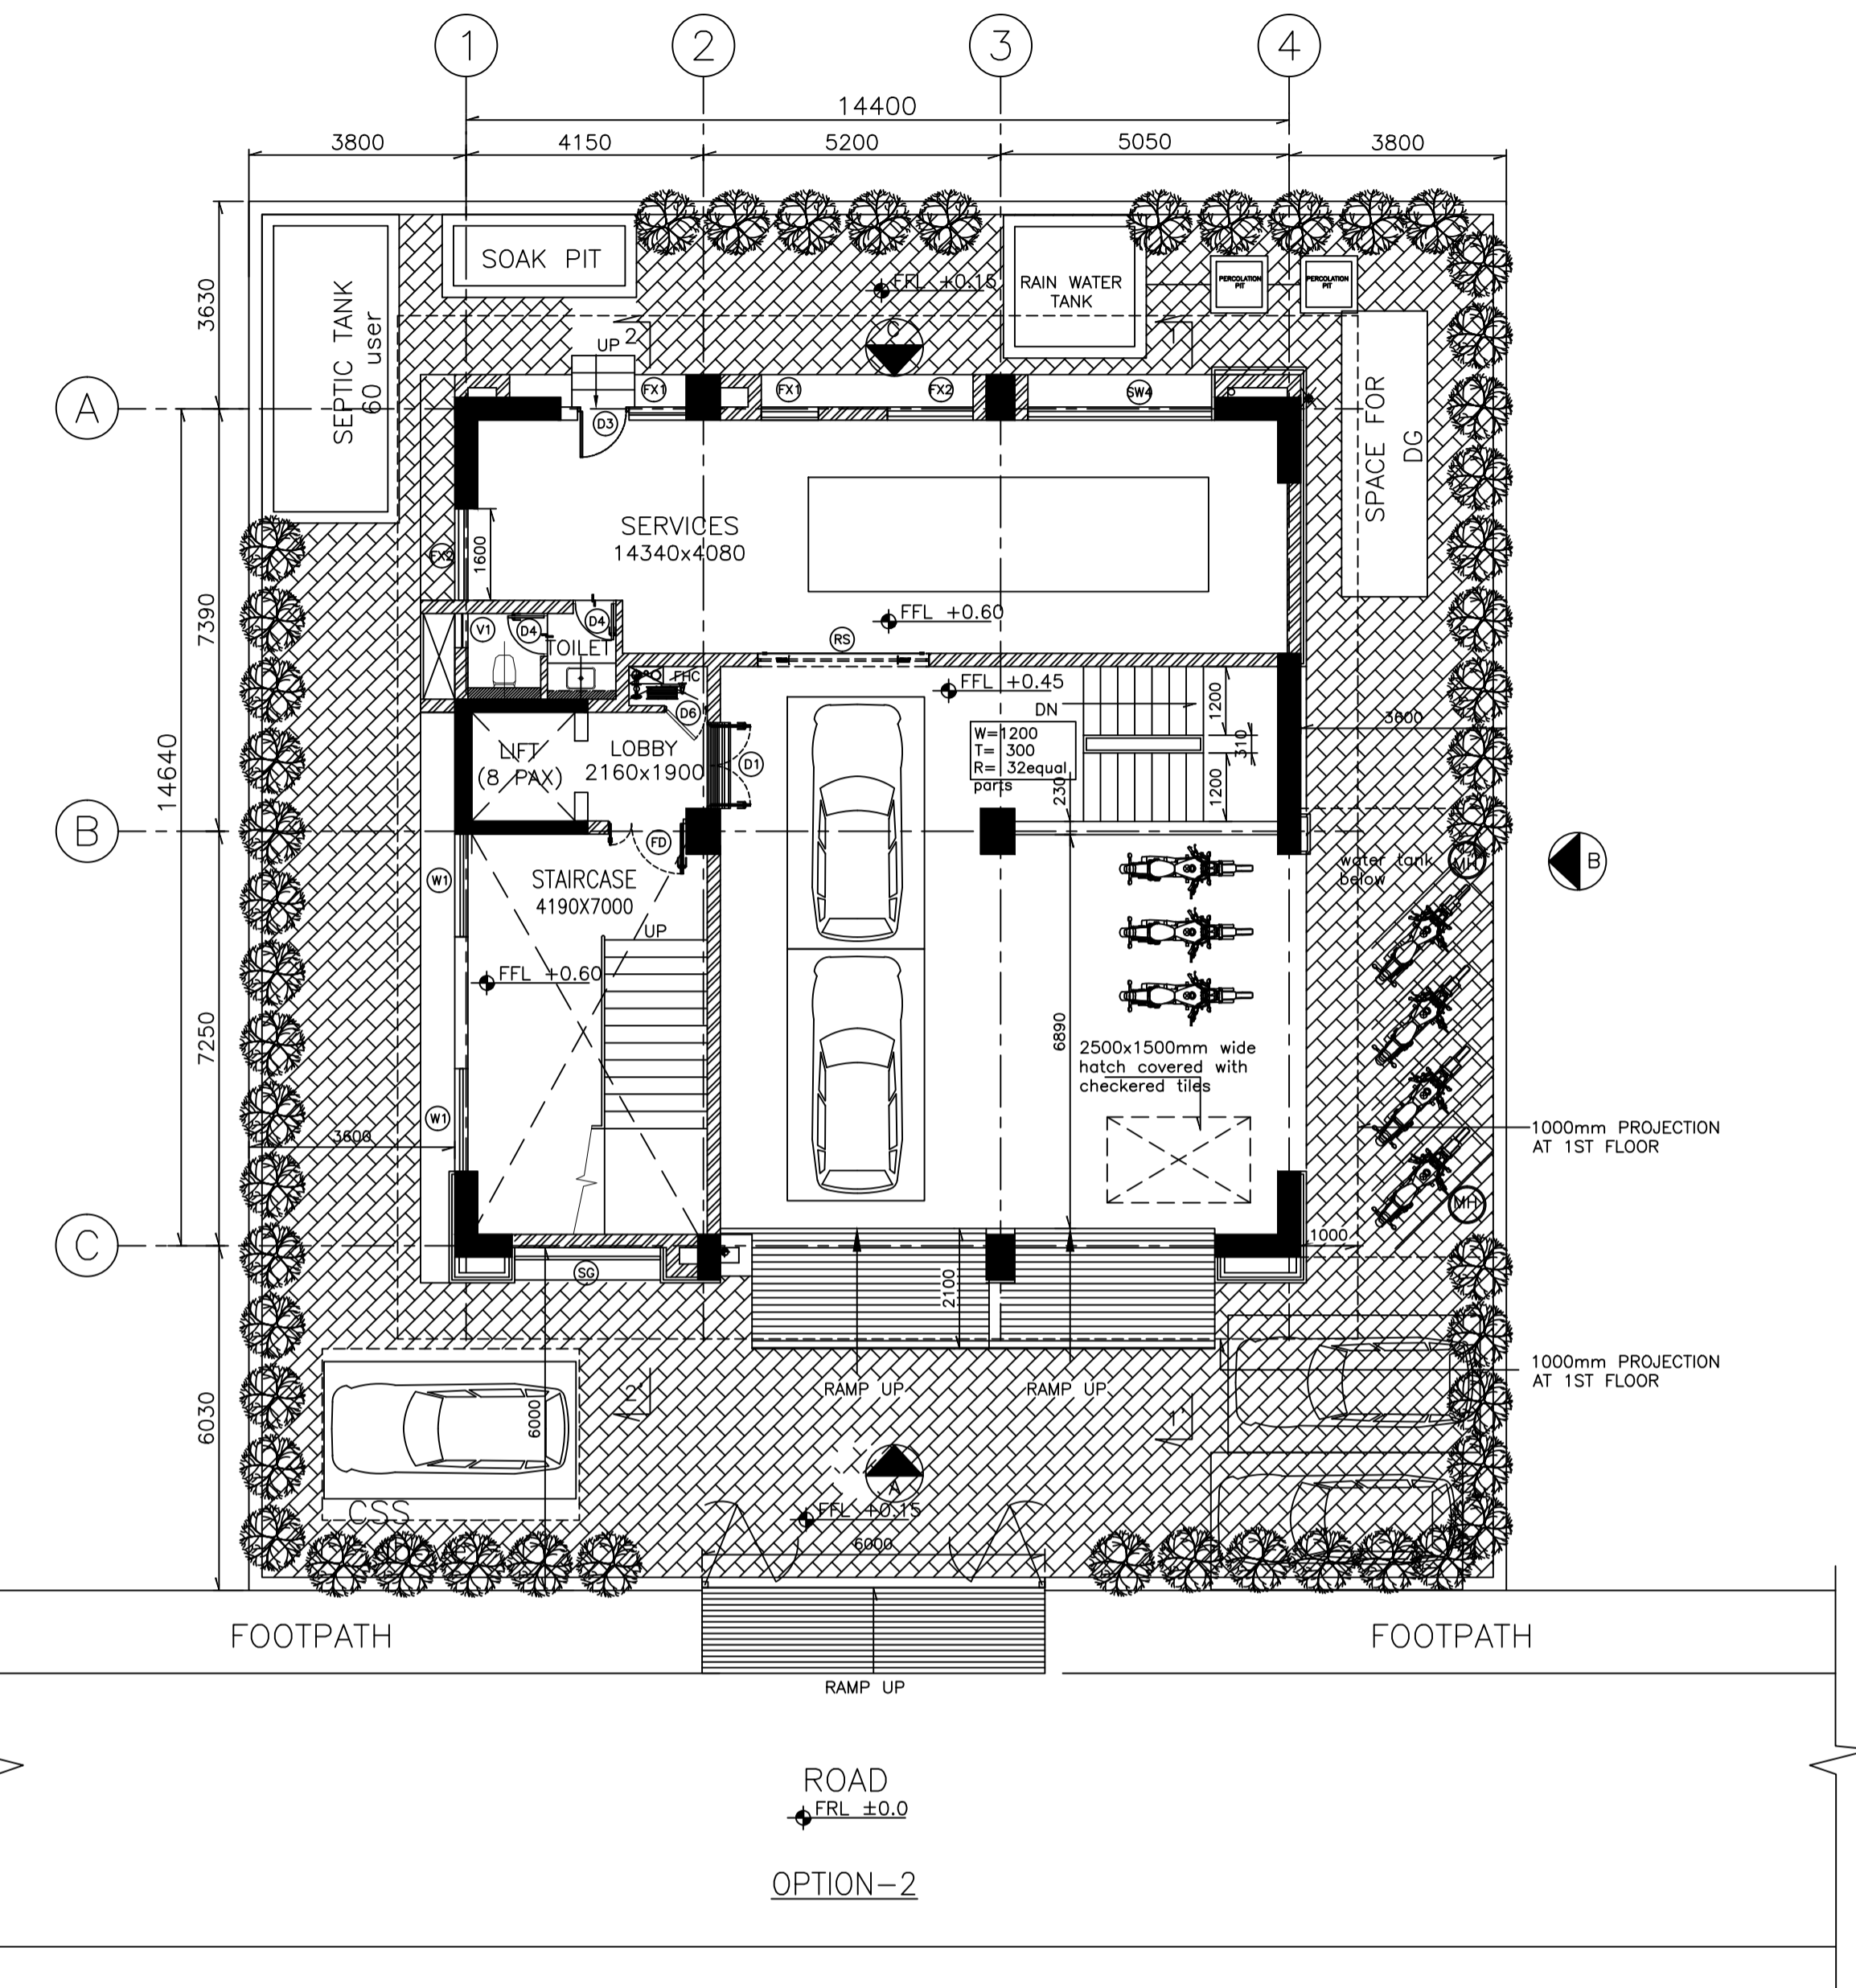 1
2
3
4
14400
3800
4150
5200
5050
3800
SOAK PIT
SEPTIC TANK
60 user
FFL +0.15
RAIN WATER
TANK
PERCOLATION
PIT
PERCOLATION
PIT
3630
UP
2
C
1
A
FX1
FX1
FX2
SW4
P
D3
SPACE FOR
DG
SERVICES
14340x4080
FX2
1600
7390
FFL +0.60
V1
D4
D4
TOILET
RS
FHC
FFL +0.45
DN
1200
310
3600
D6
W=1200
T= 300
R= 32equal
parts
LIFT
(8 PAX)
LOBBY
2160x1900
D1
230
1200
14640
B
FD
water tank
below
MH
B
W1
STAIRCASE
4190X7000
UP
FFL +0.60
7250
6890
2500x1500mm wide
hatch covered with
checkered tiles
W1
3600
1000mm PROJECTION
AT 1ST FLOOR
MH
C
1000
SG
2100
1000mm PROJECTION
AT 1ST FLOOR
RAMP UP
RAMP UP
2'
1'
6030
6000
A
CSS
FFL +0.15
6000
FOOTPATH
FOOTPATH
RAMP UP
ROAD
FRL ±0.0
OPTION-2